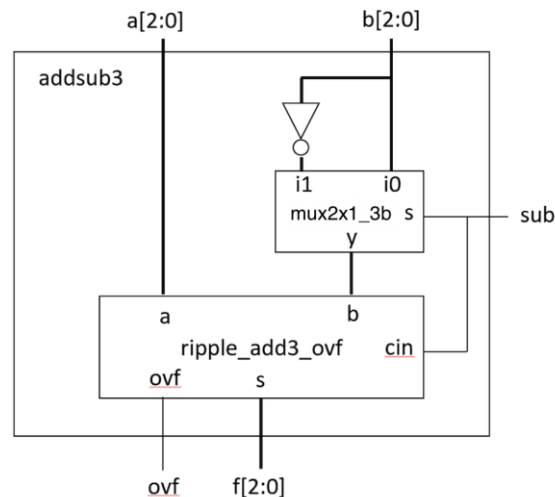 a[2:0] b[2:0]
addsub3
i1 i0
mux2x1_3b s
sub
y
a b
ripple_add3_ovf cin
ovf s
ovf f[2:0]